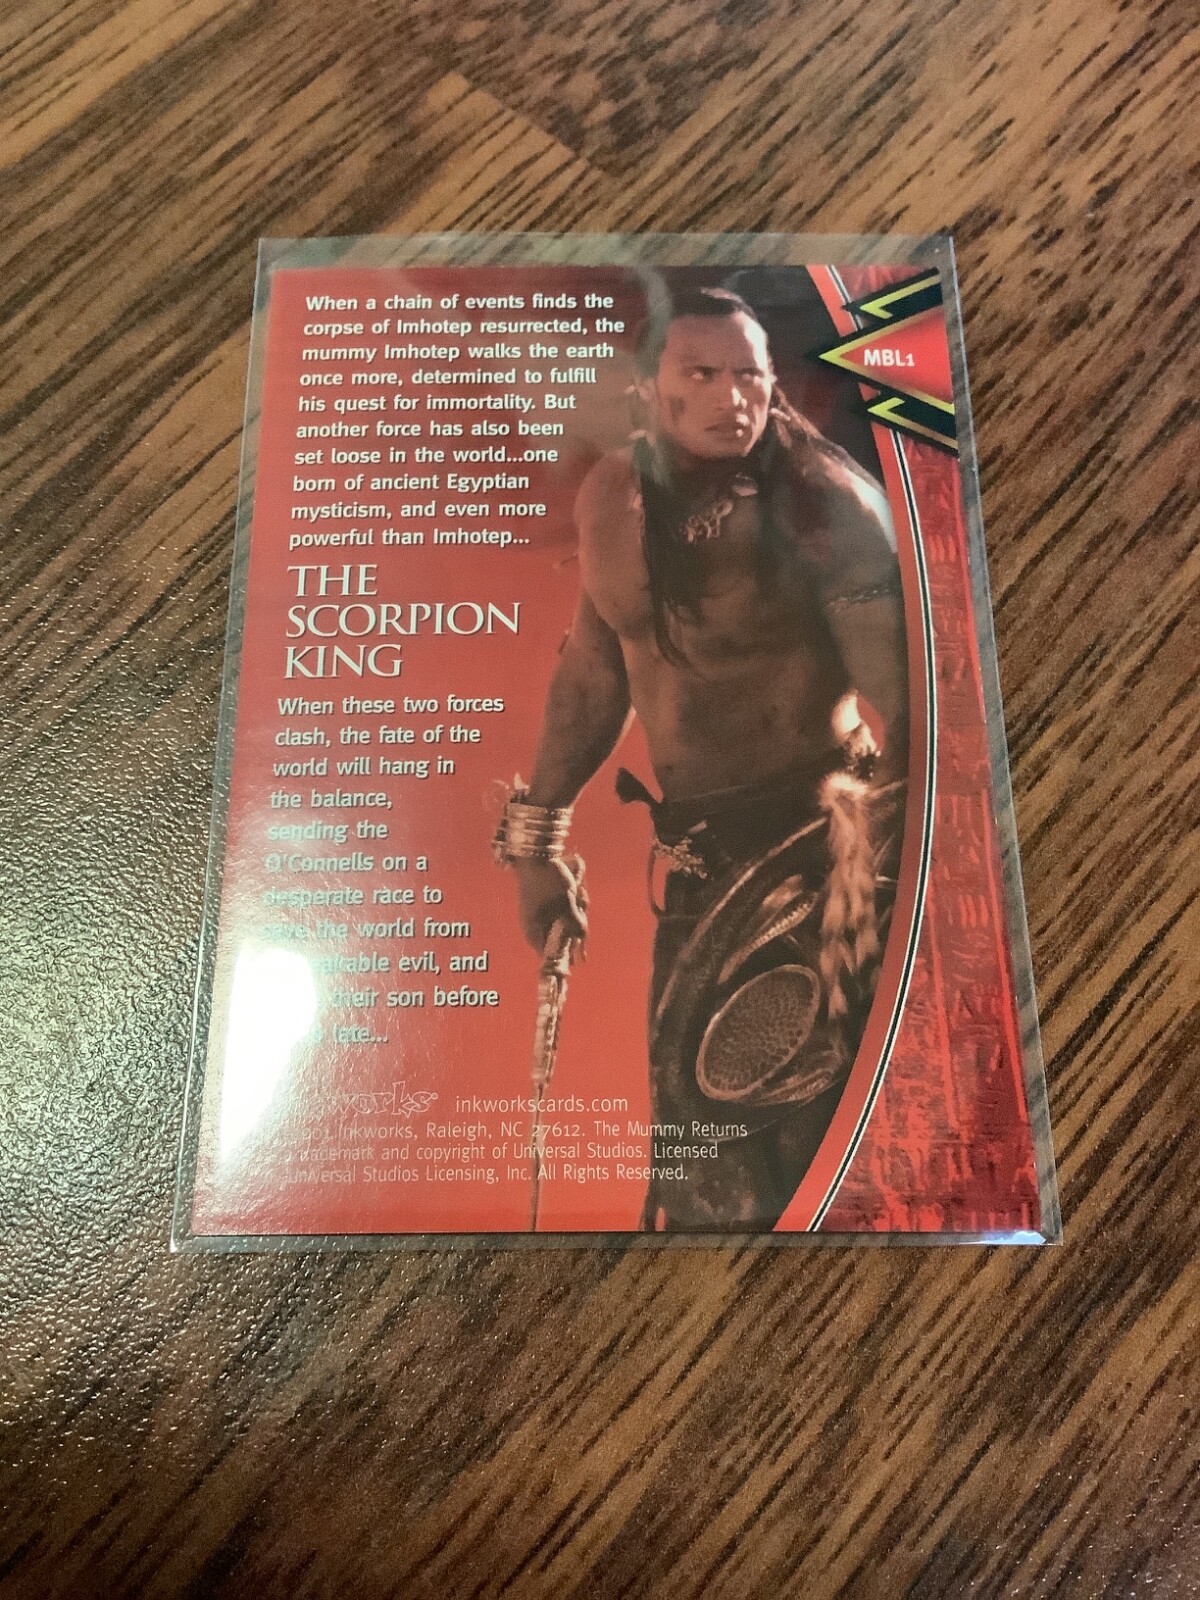 When a chain of events finds the
corpse of Imhotep resurrected, the
mummy Imhotep walks the earth
once more, determined to fulfill
his quest for immortality. But
another force has also been
set loose in the world...one
born of ancient Egyptian
mysticism, and even more
powerful than Imhotep...
MBL1
THE
SCORPION
KING
When these two forces
clash, the fate of the
world will hang in
the balance,
sending the
O'Connells on a
desperate race to
save the world from
evil, and
their son before
late...
inkworks inkworkscards.com
Inkworks, Raleigh, NC 27612. The Mummy Returns
trademark and copyright of Universal Studios. Licensed
Universal Studios Licensing, Inc. All Rights Reserved.